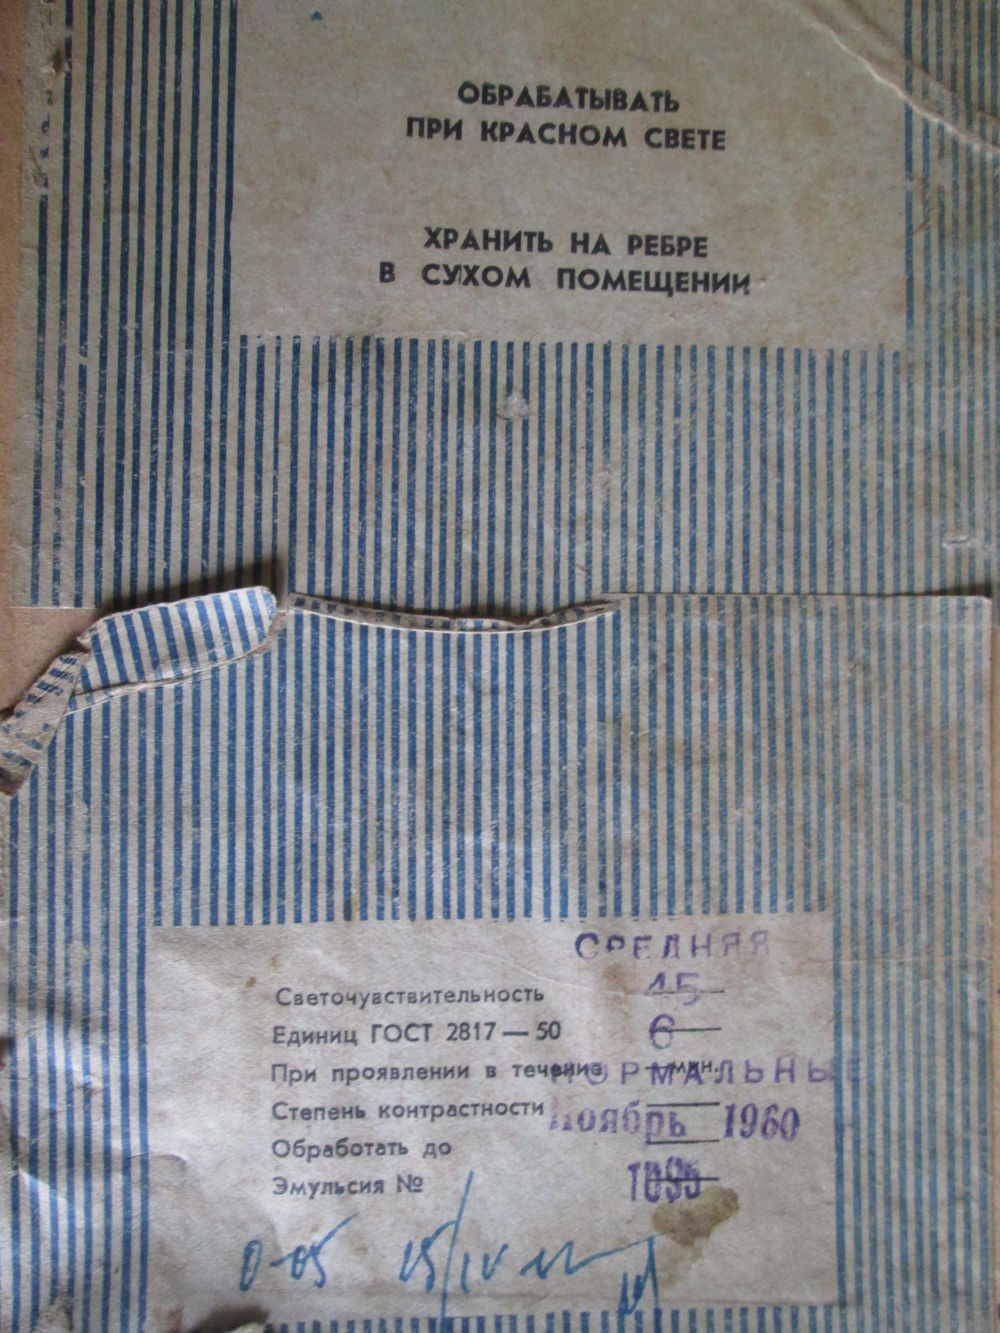 ОБРАБАТЫВАТЬ
ПРИ КРАСНОМ СВЕТЕ
ХРАНИТЬ НА РЕБРЕ
В СУХОМ ПОМЕЩЕНИИ
СРЕДНЯЯ
Светочувствительность 45
Единиц ГОСТ 2817—50 6
При проявлении в течение мин.
НОРМАЛЬНЫЕ
Степень контрастности
Ноябрь 1960
Обработать до
Эмульсия №